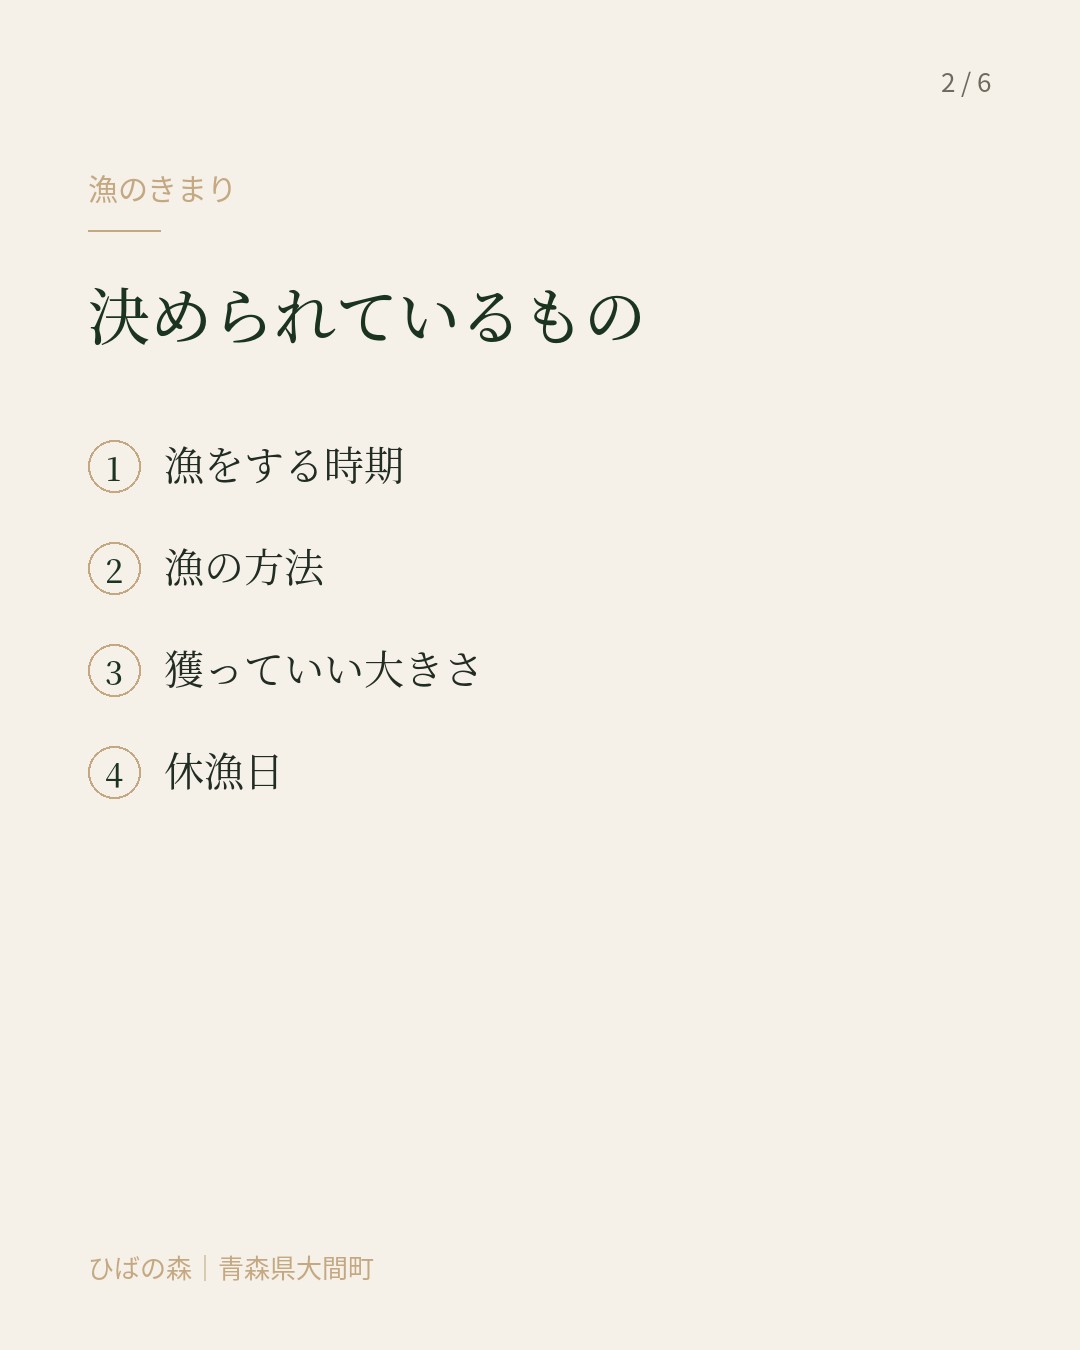 2 / 6
漁のきまり
決められているもの
1 漁をする時期
2 漁の方法
3 獲っていい大きさ
4 休漁日
ひばの森｜青森県大間町